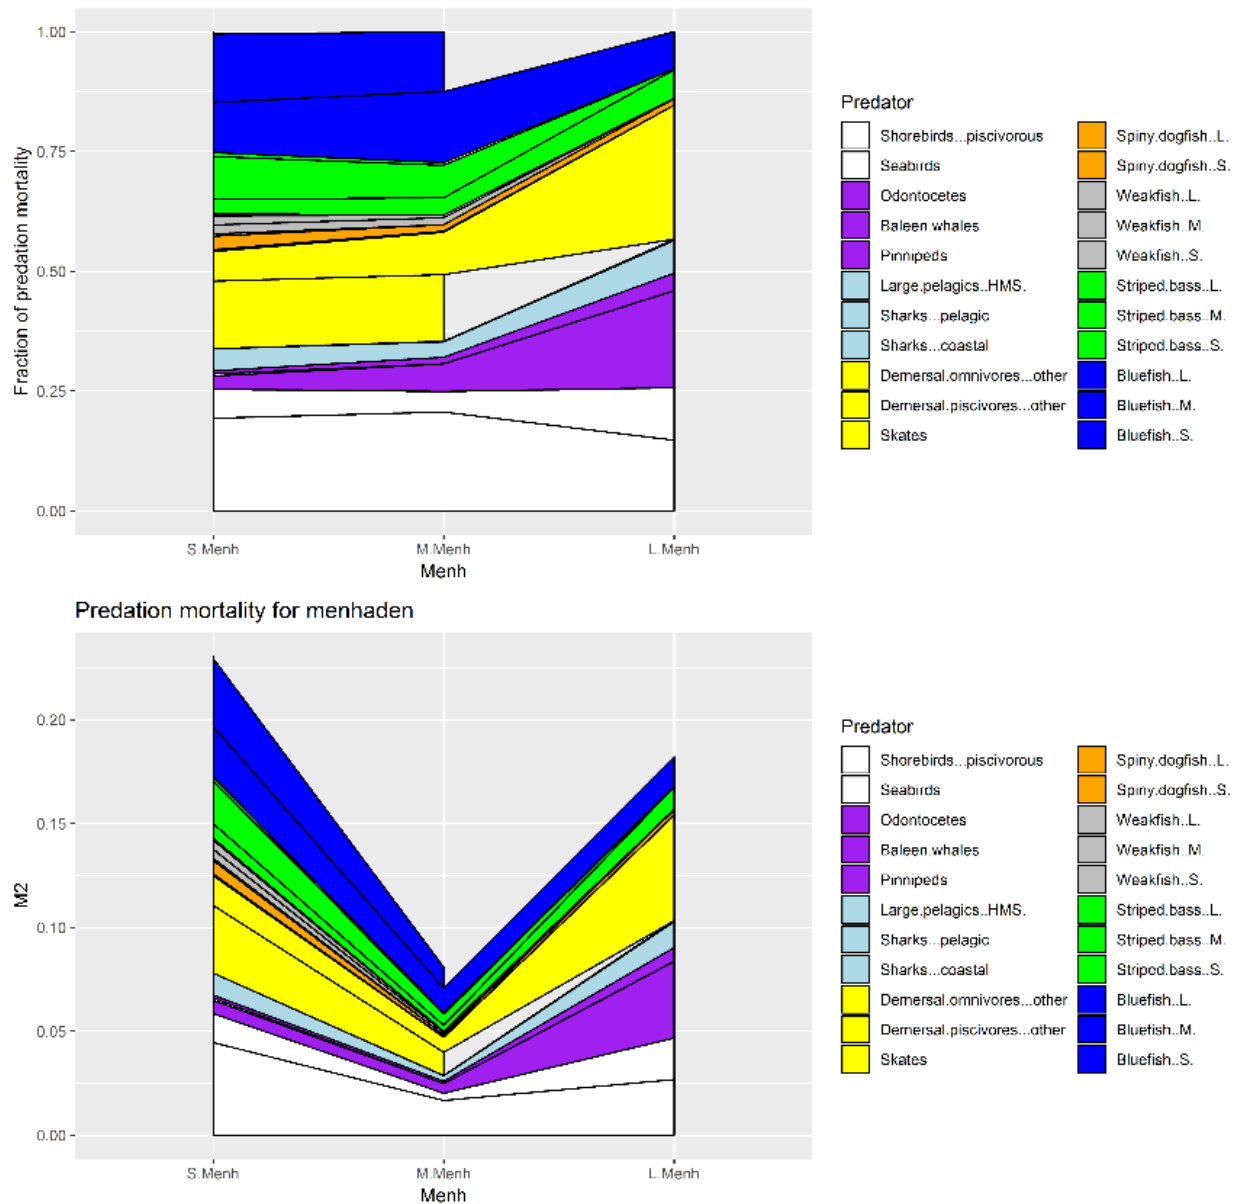 1.00
0.75
0.50
0.25
0.00
Fraction of predation mortality
S.Menh M.Menh L.Menh
Menh
Predator
Shorebirds...piscivorous Spiny.dogfish..L.
Seabirds Spiny.dogfish..S.
Odontocetes Weakfish..L.
Baleen.whales Weakfish..M.
Pinnipeds Weakfish..S.
Large.pelagics..HMS. Striped.bass..L.
Sharks...pelagic Striped.bass..M.
Sharks...coastal Striped.bass..S.
Demersal.omnivores...other Bluefish..L.
Demersal.piscivores...other Bluefish..M.
Skates Bluefish..S.
Predation mortality for menhaden
0.20
0.15
0.10
0.05
0.00
M2
S.Menh M.Menh L.Menh
Menh
Predator
Shorebirds...piscivorous Spiny.dogfish..L.
Seabirds Spiny.dogfish..S.
Odontocetes Weakfish..L.
Baleen.whales Weakfish..M.
Pinnipeds Weakfish..S.
Large.pelagics..HMS. Striped.bass..L.
Sharks...pelagic Striped.bass..M.
Sharks...coastal Striped.bass..S.
Demersal.omnivores...other Bluefish..L.
Demersal.piscivores...other Bluefish..M.
Skates Bluefish..S.